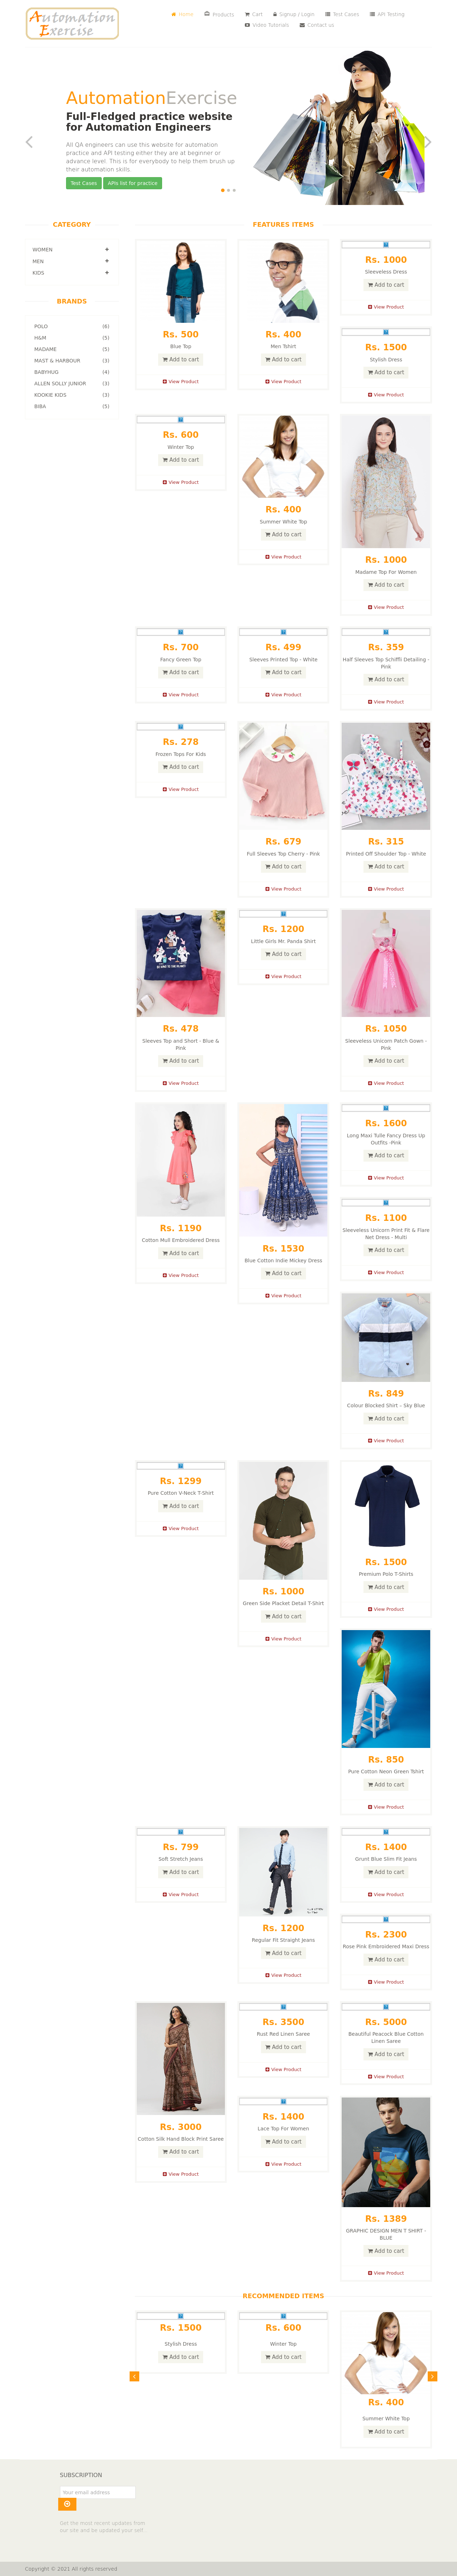 Automation
Exercise
Home
Products
Cart
Signup / Login
Test Cases
API Testing
Video Tutorials
Contact us
AutomationExercise
Full-Fledged practice website
for Automation Engineers
All QA engineers can use this website for automation
practice and API testing either they are at beginner or
advance level. This is for everybody to help them brush up
their automation skills.
Test Cases
APIs list for practice
CATEGORY
WOMEN
MEN
KIDS
BRANDS
POLO (6)
H&M (5)
MADAME (5)
MAST & HARBOUR (3)
BABYHUG (4)
ALLEN SOLLY JUNIOR (3)
KOOKIE KIDS (3)
BIBA (5)
FEATURES ITEMS
Rs. 500
Blue Top
Add to cart
View Product
Rs. 400
Men Tshirt
Add to cart
View Product
Rs. 1000
Sleeveless Dress
Add to cart
View Product
Rs. 1500
Stylish Dress
Add to cart
View Product
Rs. 600
Winter Top
Add to cart
View Product
Rs. 400
Summer White Top
Add to cart
View Product
Rs. 1000
Madame Top For Women
Add to cart
View Product
Rs. 700
Fancy Green Top
Add to cart
View Product
Rs. 499
Sleeves Printed Top - White
Add to cart
View Product
Rs. 359
Half Sleeves Top Schiffli Detailing -
Pink
Add to cart
View Product
Rs. 278
Frozen Tops For Kids
Add to cart
View Product
Rs. 679
Full Sleeves Top Cherry - Pink
Add to cart
View Product
Rs. 315
Printed Off Shoulder Top - White
Add to cart
View Product
Rs. 478
Sleeves Top and Short - Blue &
Pink
Add to cart
View Product
Rs. 1200
Little Girls Mr. Panda Shirt
Add to cart
View Product
Rs. 1050
Sleeveless Unicorn Patch Gown -
Pink
Add to cart
View Product
Rs. 1190
Cotton Mull Embroidered Dress
Add to cart
View Product
Rs. 1530
Blue Cotton Indie Mickey Dress
Add to cart
View Product
Rs. 1600
Long Maxi Tulle Fancy Dress Up
Outfits -Pink
Add to cart
View Product
Rs. 1100
Sleeveless Unicorn Print Fit & Flare
Net Dress - Multi
Add to cart
View Product
Rs. 849
Colour Blocked Shirt – Sky Blue
Add to cart
View Product
Rs. 1299
Pure Cotton V-Neck T-Shirt
Add to cart
View Product
Rs. 1000
Green Side Placket Detail T-Shirt
Add to cart
View Product
Rs. 1500
Premium Polo T-Shirts
Add to cart
View Product
Rs. 850
Pure Cotton Neon Green Tshirt
Add to cart
View Product
Rs. 799
Soft Stretch Jeans
Add to cart
View Product
Rs. 1200
Regular Fit Straight Jeans
Add to cart
View Product
Rs. 1400
Grunt Blue Slim Fit Jeans
Add to cart
View Product
Rs. 2300
Rose Pink Embroidered Maxi Dress
Add to cart
View Product
Rs. 3000
Cotton Silk Hand Block Print Saree
Add to cart
View Product
Rs. 3500
Rust Red Linen Saree
Add to cart
View Product
Rs. 5000
Beautiful Peacock Blue Cotton
Linen Saree
Add to cart
View Product
Rs. 1400
Lace Top For Women
Add to cart
View Product
Rs. 1389
GRAPHIC DESIGN MEN T SHIRT -
BLUE
Add to cart
View Product
RECOMMENDED ITEMS
Rs. 1500
Stylish Dress
Add to cart
Rs. 600
Winter Top
Add to cart
Rs. 400
Summer White Top
Add to cart
SUBSCRIPTION
Your email address
Get the most recent updates from
our site and be updated your self...
Copyright © 2021 All rights reserved